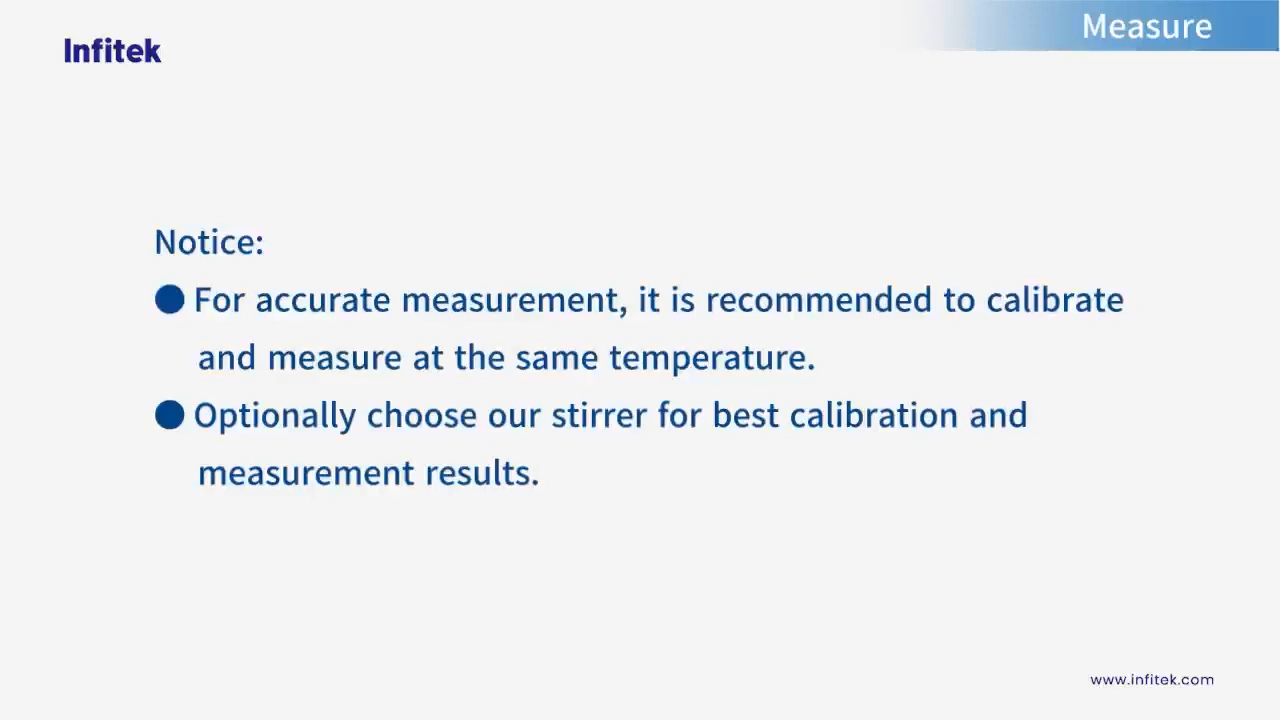 Infitek
Measure
Notice:
● For accurate measurement, it is recommended to calibrate
and measure at the same temperature.
● Optionally choose our stirrer for best calibration and
measurement results.
www.infitek.com